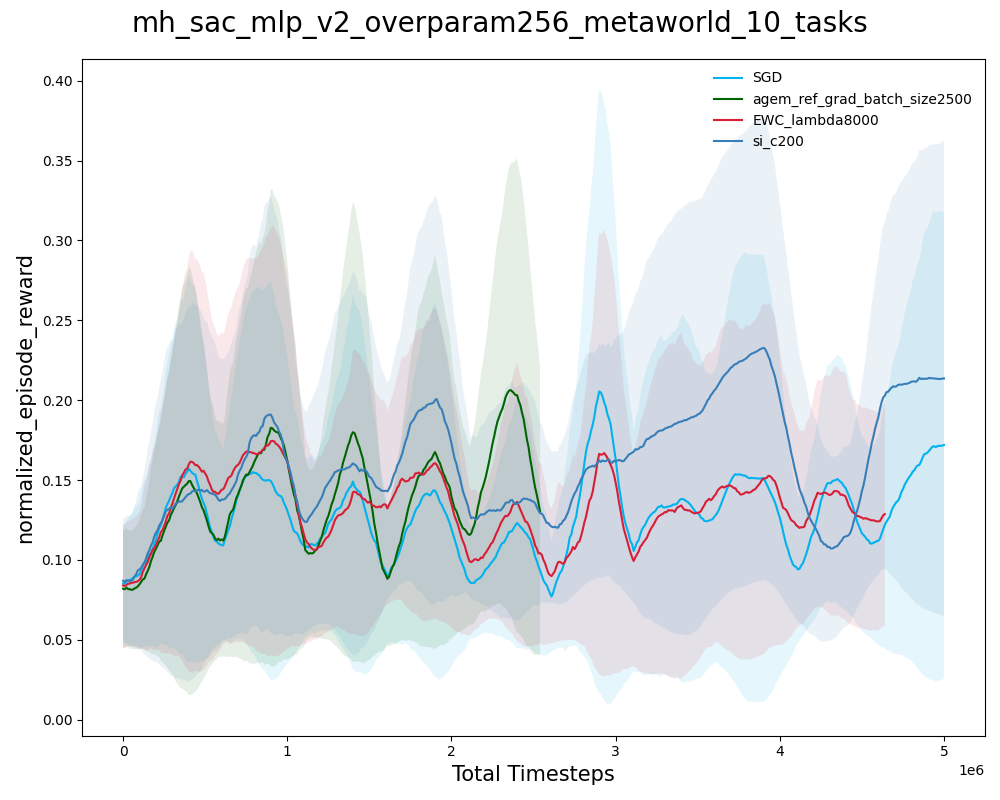 mh_sac_mlp_v2_overparam256_metaworld_10_tasks
normalized_episode_reward
0.40
0.35
0.30
0.25
0.20
0.15
0.10
0.05
0.00
SGD
agem_ref_grad_batch_size2500
EWC_lambda8000
si_c200
0 1 2 3 4 5
1e6
Total Timesteps